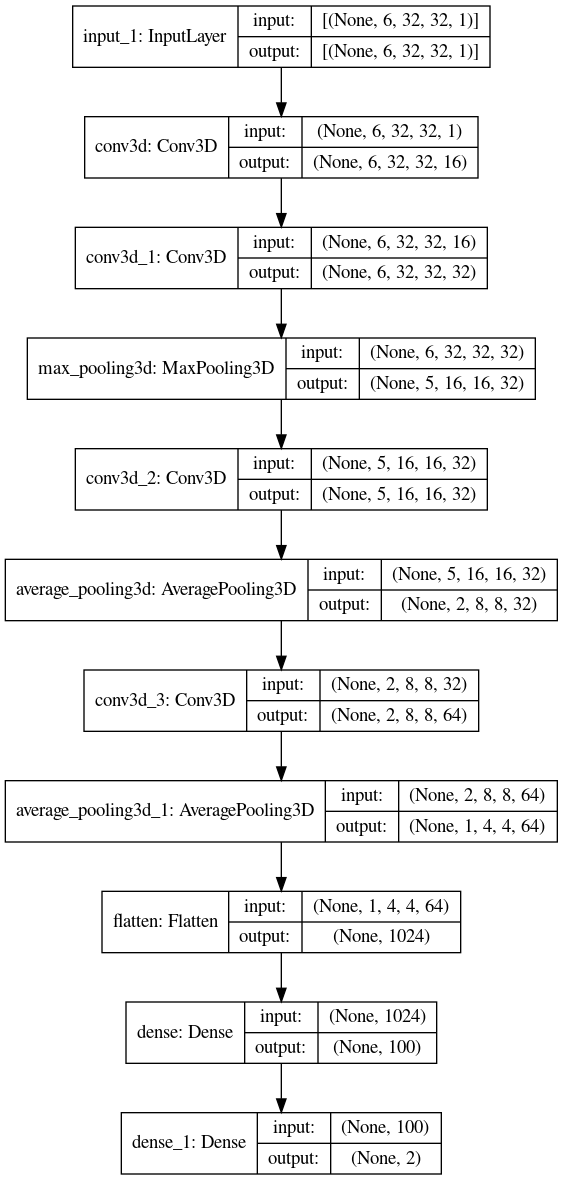 input_1: InputLayer
input: [(None, 6, 32, 32, 1)]
output: [(None, 6, 32, 32, 1)]
conv3d: Conv3D
input: (None, 6, 32, 32, 1)
output: (None, 6, 32, 32, 16)
conv3d_1: Conv3D
input: (None, 6, 32, 32, 16)
output: (None, 6, 32, 32, 32)
max_pooling3d: MaxPooling3D
input: (None, 6, 32, 32, 32)
output: (None, 5, 16, 16, 32)
conv3d_2: Conv3D
input: (None, 5, 16, 16, 32)
output: (None, 5, 16, 16, 32)
average_pooling3d: AveragePooling3D
input: (None, 5, 16, 16, 32)
output: (None, 2, 8, 8, 32)
conv3d_3: Conv3D
input: (None, 2, 8, 8, 32)
output: (None, 2, 8, 8, 64)
average_pooling3d_1: AveragePooling3D
input: (None, 2, 8, 8, 64)
output: (None, 1, 4, 4, 64)
flatten: Flatten
input: (None, 1, 4, 4, 64)
output: (None, 1024)
dense: Dense
input: (None, 1024)
output: (None, 100)
dense_1: Dense
input: (None, 100)
output: (None, 2)